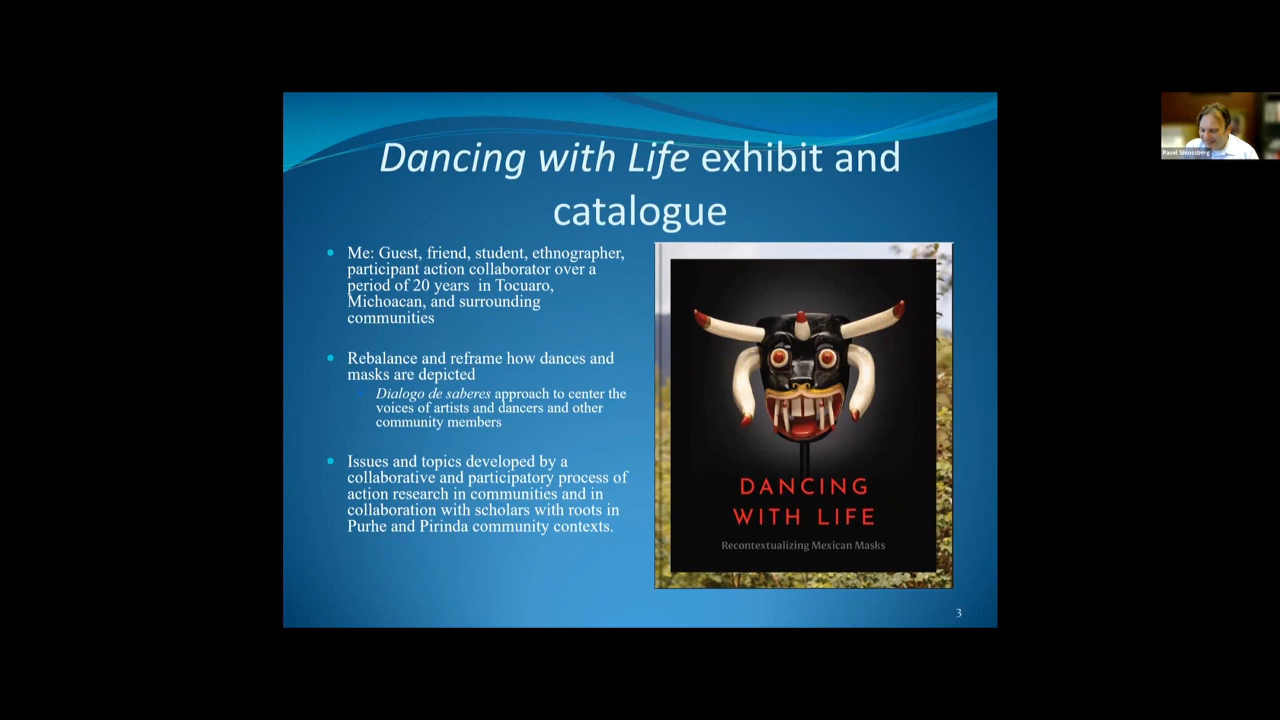 Dancing with Life exhibit and
catalogue
Me: Guest, friend, student, ethnographer,
participant action collaborator over a
period of 20 years in Tocuaro,
Michoacan, and surrounding
communities
Rebalance and reframe how dances and
masks are depicted
Dialogo de saberes approach to center the
voices of artists and dancers and other
community members
Issues and topics developed by a
collaborative and participatory process of
action research in communities and in
collaboration with scholars with roots in
Purhe and Pirinda community contexts.
DANCING
WITH LIFE
Recontextualizing Mexican Masks
3
Pavel Shlossberg